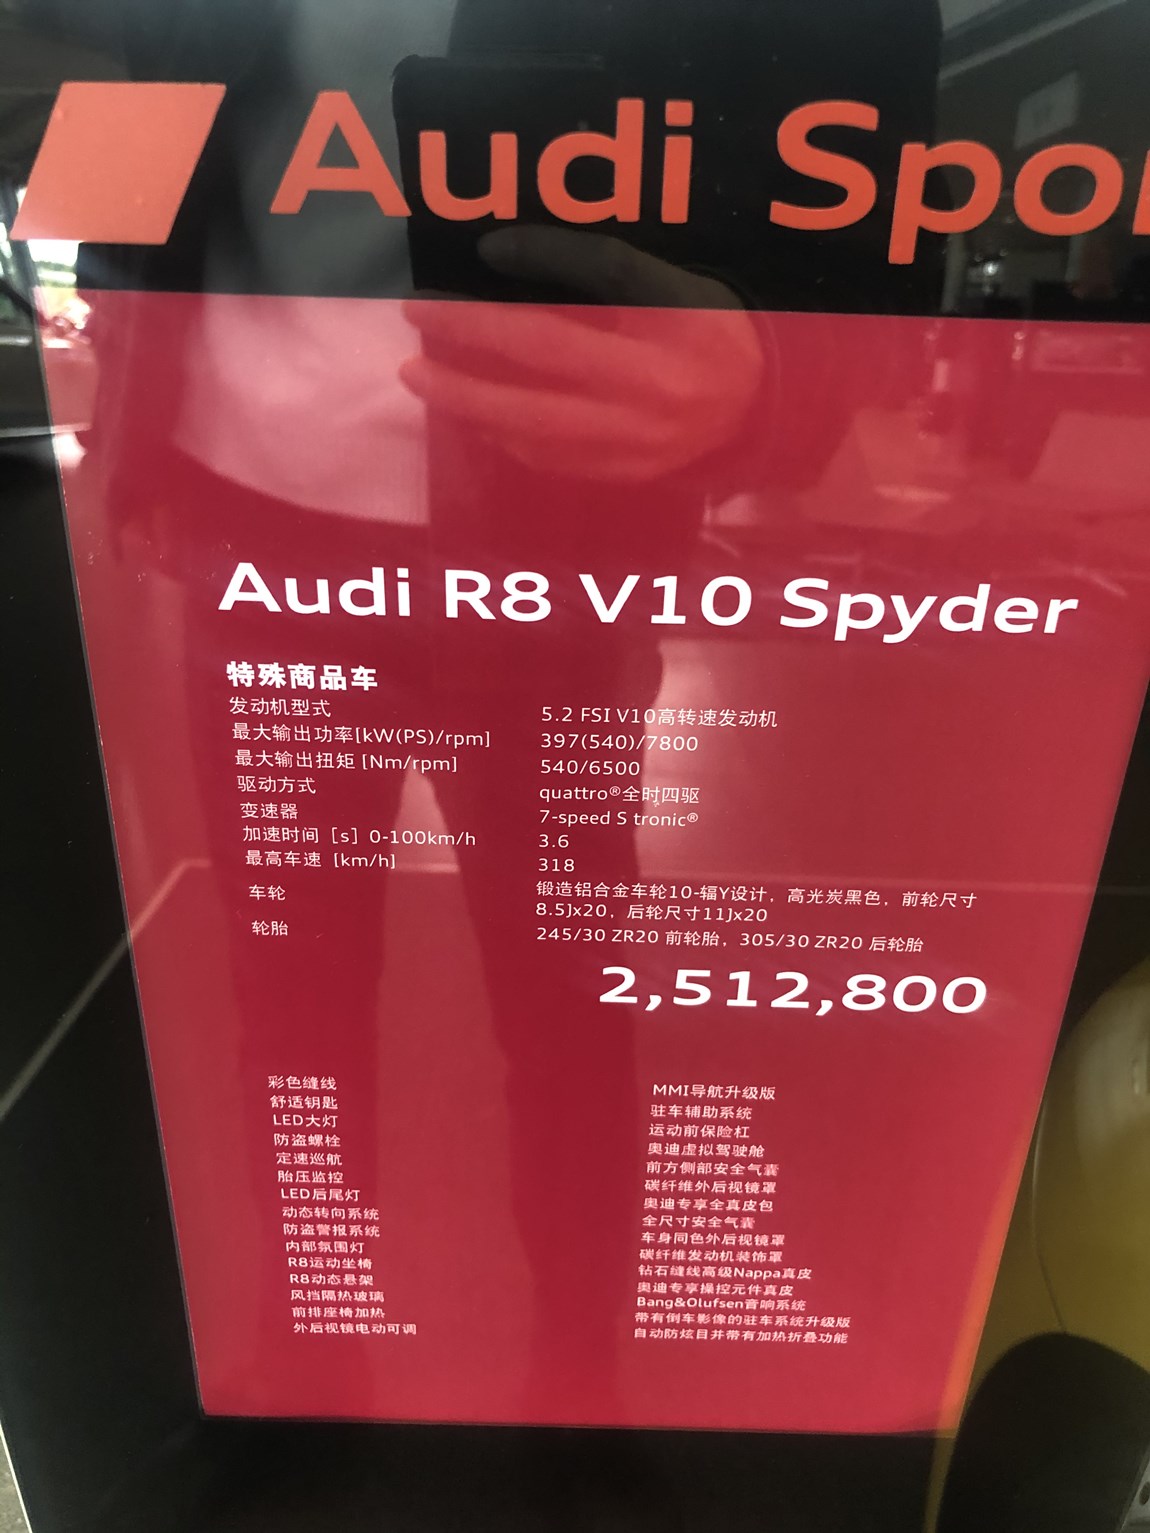 Audi Spo
Audi R8 V10 Spyder
特殊商品车
发动机型式 5.2 FSI V10高转速发动机
最大输出功率[kW(PS)/rpm] 397(540)/7800
最大输出扭矩 [Nm/rpm] 540/6500
驱动方式 quattro®全时四驱
变速器 7-speed S tronic®
加速时间 [s] 0-100km/h 3.6
最高车速 [km/h] 318
车轮 锻造铝合金车轮10-辐Y设计，高光炭黑色，前轮尺寸
8.5Jx20，后轮尺寸11Jx20
轮胎 245/30 ZR20 前轮胎，305/30 ZR20 后轮胎
2,512,800
彩色缝线
舒适钥匙
LED大灯
防盗螺栓
定速巡航
胎压监控
LED后尾灯
动态转向系统
防盗警报系统
内部氛围灯
R8运动坐椅
R8动态悬架
风挡隔热玻璃
前排座椅加热
外后视镜电动可调
MMI导航升级版
驻车辅助系统
运动前保险杠
奥迪虚拟驾驶舱
前方侧部安全气囊
碳纤维外后视镜罩
奥迪专享全真皮包
全尺寸安全气囊
车身同色外后视镜罩
碳纤维发动机装饰罩
钻石缝线高级Nappa真皮
奥迪专享操控元件真皮
Bang&Olufsen音响系统
带有倒车影像的驻车系统升级版
自动防炫目并带有加热折叠功能